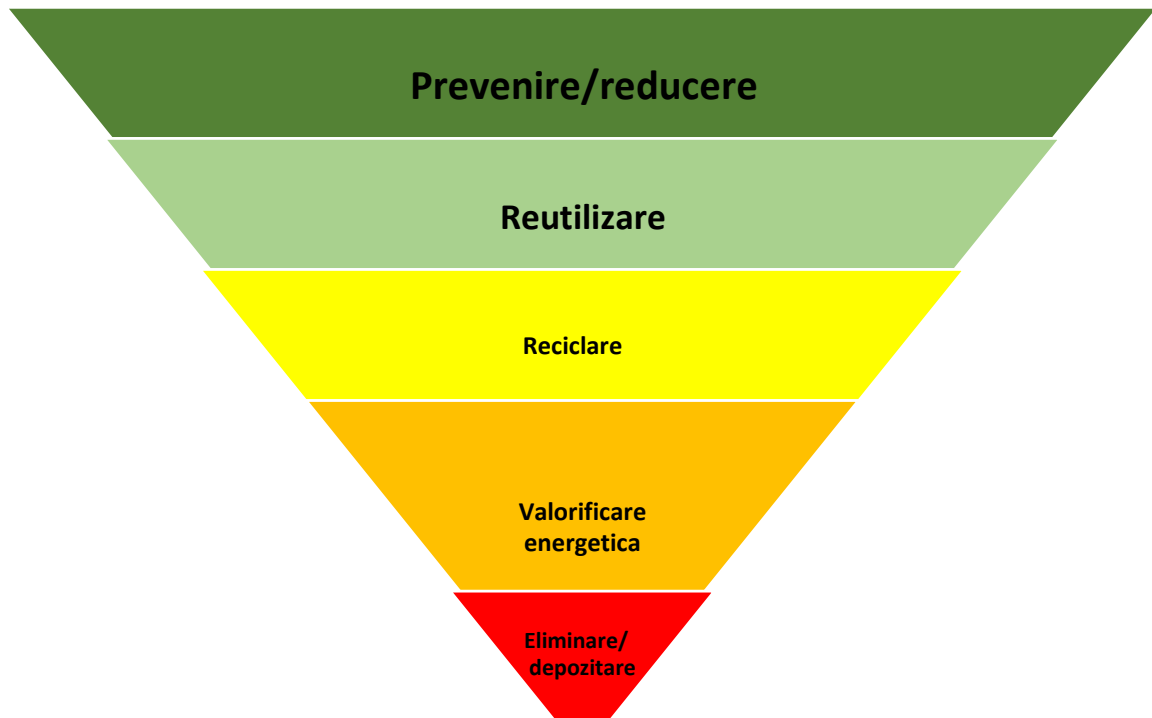 Prevenire/reducere
Reutilizare
Reciclare
Valorificare
energetica
Eliminare/
depozitare